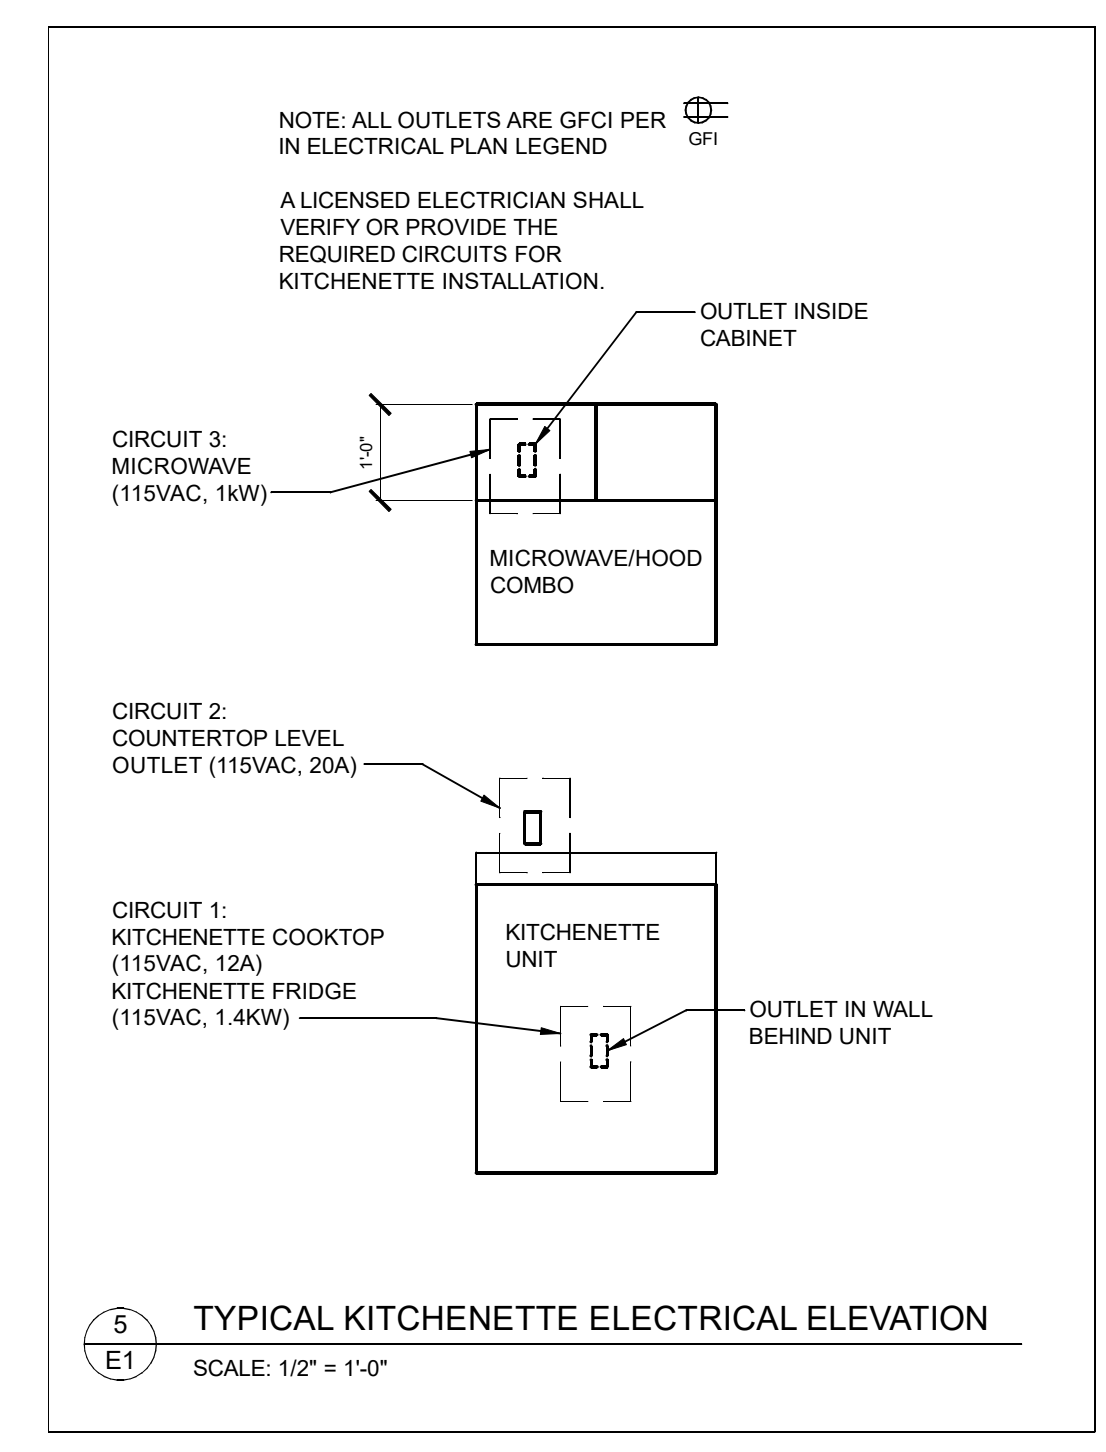 NOTE: ALL OUTLETS ARE GFCI PER
IN ELECTRICAL PLAN LEGEND
GFI
A LICENSED ELECTRICIAN SHALL
VERIFY OR PROVIDE THE
REQUIRED CIRCUITS FOR
KITCHENETTE INSTALLATION.
OUTLET INSIDE
CABINET
CIRCUIT 3:
MICROWAVE
(115VAC, 1kW)
1'-0"
MICROWAVE/HOOD
COMBO
CIRCUIT 2:
COUNTERTOP LEVEL
OUTLET (115VAC, 20A)
CIRCUIT 1:
KITCHENETTE COOKTOP
(115VAC, 12A)
KITCHENETTE FRIDGE
(115VAC, 1.4KW)
KITCHENETTE
UNIT
OUTLET IN WALL
BEHIND UNIT
5
E1
TYPICAL KITCHENETTE ELECTRICAL ELEVATION
SCALE: 1/2" = 1'-0"